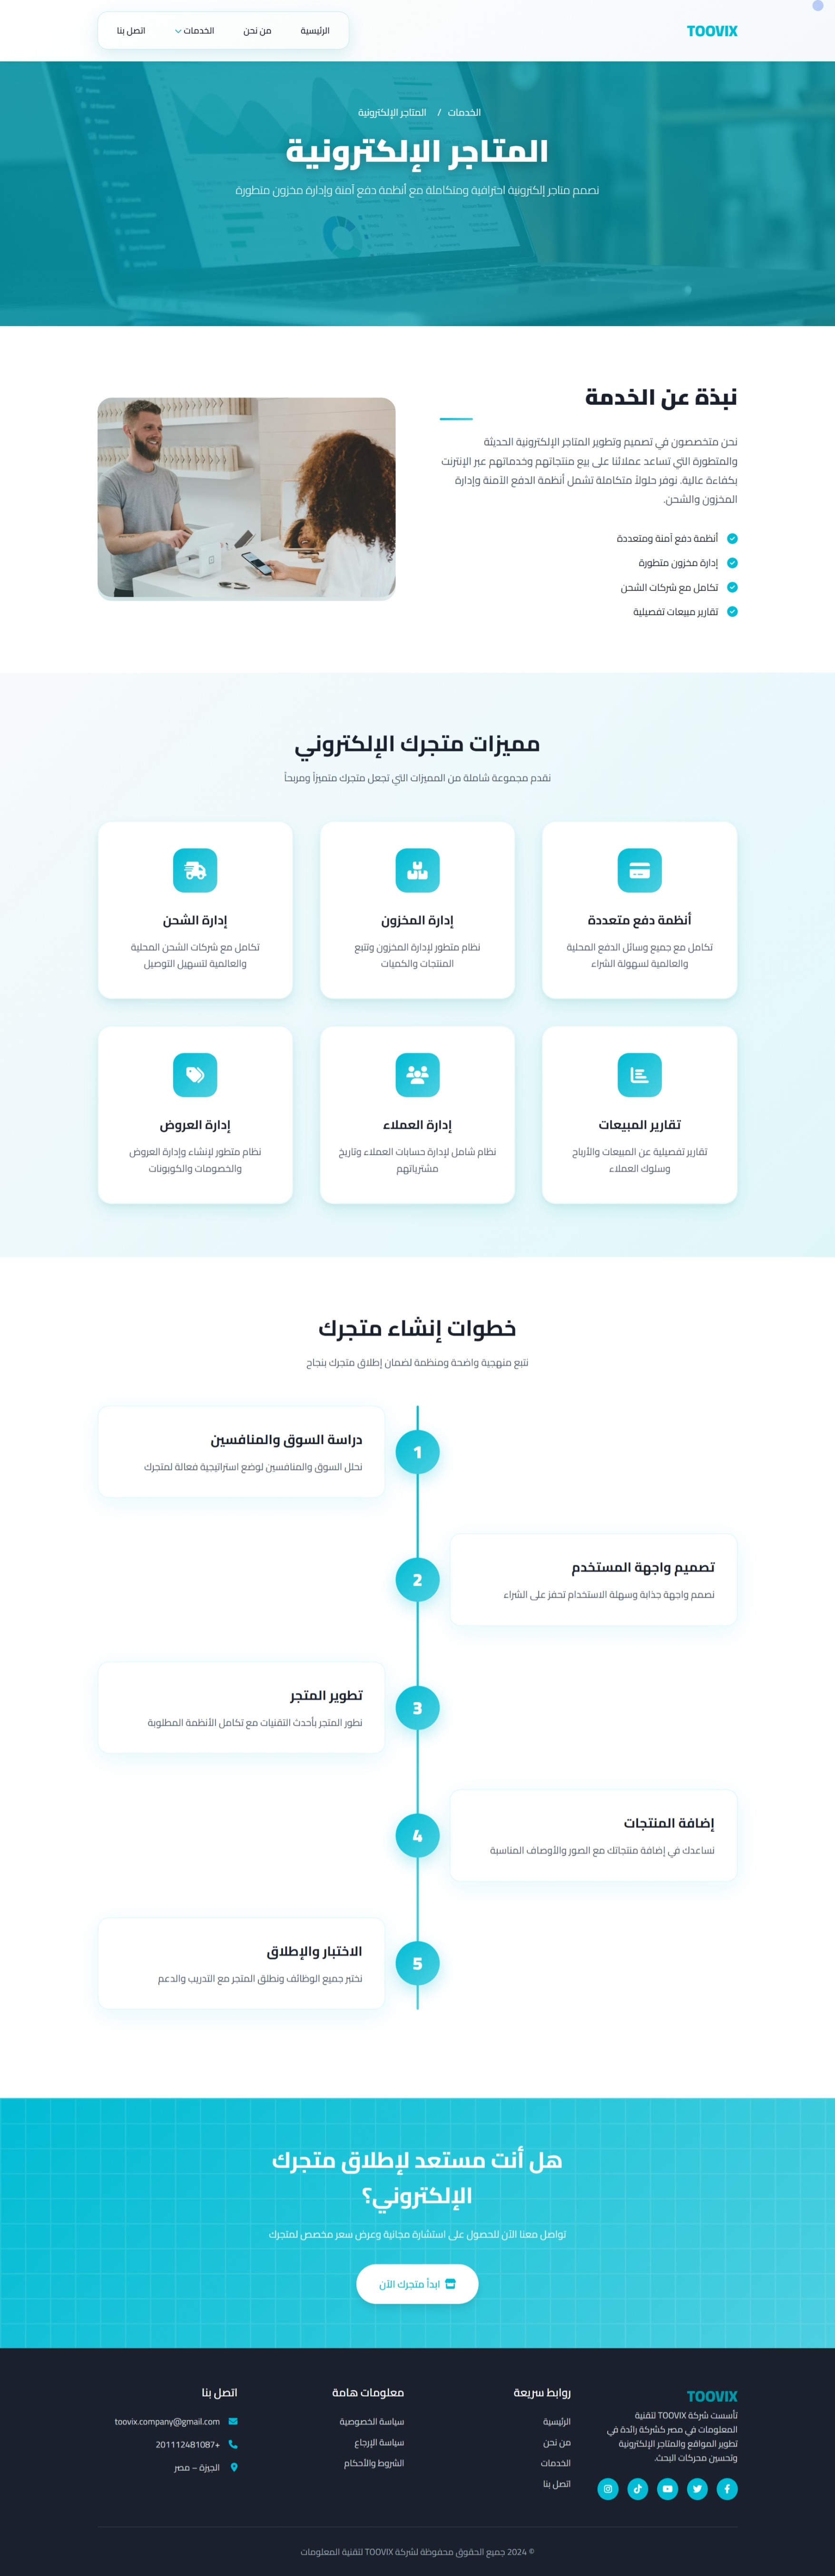 TOOVIX
الرئيسية
من نحن
الخدمات
اتصل بنا
الخدمات / المتاجر الإلكترونية
المتاجر الإلكترونية
نصمم متاجر إلكترونية احترافية ومتكاملة مع أنظمة دفع آمنة وإدارة مخزون متطورة
نبذة عن الخدمة
نحن متخصصون في تصميم وتطوير المتاجر الإلكترونية الحديثة
والمتطورة التي تساعد عملائنا على بيع منتجاتهم وخدماتهم عبر الإنترنت
بكفاءة عالية. نوفر حلولاً متكاملة تشمل أنظمة الدفع الآمنة وإدارة
المخزون والشحن.
أنظمة دفع آمنة ومتعددة
إدارة مخزون متطورة
تكامل مع شركات الشحن
تقارير مبيعات تفصيلية
مميزات متجرك الإلكتروني
نقدم مجموعة شاملة من المميزات التي تجعل متجرك متميزاً ومربحاً
أنظمة دفع متعددة
تكامل مع جميع وسائل الدفع المحلية
والعالمية لسهولة الشراء
إدارة المخزون
نظام متطور لإدارة المخزون وتتبع
المنتجات والكميات
إدارة الشحن
تكامل مع شركات الشحن المحلية
والعالمية لتسهيل التوصيل
تقارير المبيعات
تقارير تفصيلية عن المبيعات والأرباح
وسلوك العملاء
إدارة العملاء
نظام شامل لإدارة حسابات العملاء وتاريخ
مشترياتهم
إدارة العروض
نظام متطور لإنشاء وإدارة العروض
والخصومات والكوبونات
خطوات إنشاء متجرك
نتبع منهجية واضحة ومنظمة لضمان إطلاق متجرك بنجاح
1
دراسة السوق والمنافسين
نحلل السوق والمنافسين لوضع استراتيجية فعالة لمتجرك
2
تصميم واجهة المستخدم
نصمم واجهة جذابة وسهلة الاستخدام تحفز على الشراء
3
تطوير المتجر
نطور المتجر بأحدث التقنيات مع تكامل الأنظمة المطلوبة
4
إضافة المنتجات
نساعدك في إضافة منتجاتك مع الصور والأوصاف المناسبة
5
الاختبار والإطلاق
نختبر جميع الوظائف ونطلق المتجر مع التدريب والدعم
هل أنت مستعد لإطلاق متجرك
الإلكتروني؟
تواصل معنا الآن للحصول على استشارة مجانية وعرض سعر مخصص لمتجرك
ابدأ متجرك الآن
TOOVIX
تأسست شركة TOOVIX لتقنية
المعلومات في مصر كشركة رائدة في
تطوير المواقع والمتاجر الإلكترونية
وتحسين محركات البحث.
روابط سريعة
الرئيسية
من نحن
الخدمات
اتصل بنا
معلومات هامة
سياسة الخصوصية
سياسة الإرجاع
الشروط والأحكام
اتصل بنا
toovix.company@gmail.com
201112481087+
الجيزة – مصر
© 2024 جميع الحقوق محفوظة لشركة TOOVIX لتقنية المعلومات